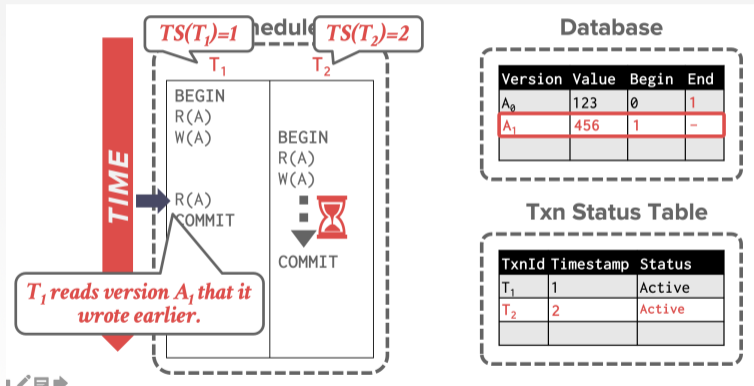 TS(T₁)=1
TS(T₂)=2
T₁
T₂
BEGIN
R(A)
W(A)
R(A)
COMMIT
BEGIN
R(A)
W(A)
COMMIT
TIME
T₁ reads version A₁ that it
wrote earlier.
Database
Version Value Begin End
A₀ 123 0 1
A₁ 456 1 -
Txn Status Table
TxnId Timestamp Status
T₁ 1 Active
T₂ 2 Active